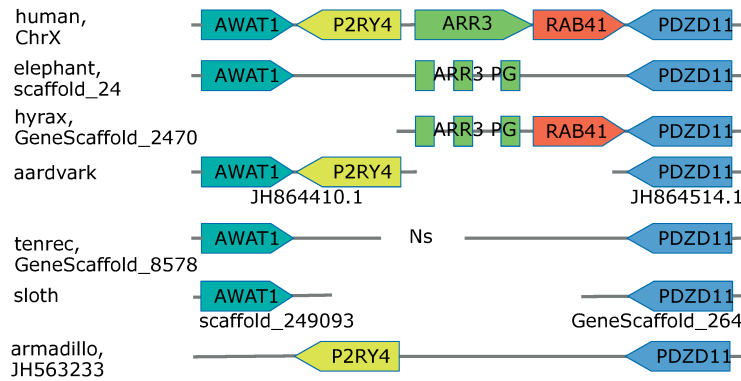 human,
ChrX
AWAT1 P2RY4 ARR3 RAB41 PDZD11
elephant,
scaffold_24
AWAT1 ARR3 PG PDZD11
hyrax,
GeneScaffold_2470
ARR3 PG RAB41 PDZD11
aardvark
AWAT1 P2RY4 PDZD11
JH864410.1 JH864514.1
tenrec,
GeneScaffold_8578
AWAT1 Ns PDZD11
sloth
AWAT1 PDZD11
scaffold_249093 GeneScaffold_264
armadillo,
JH563233
P2RY4 PDZD11